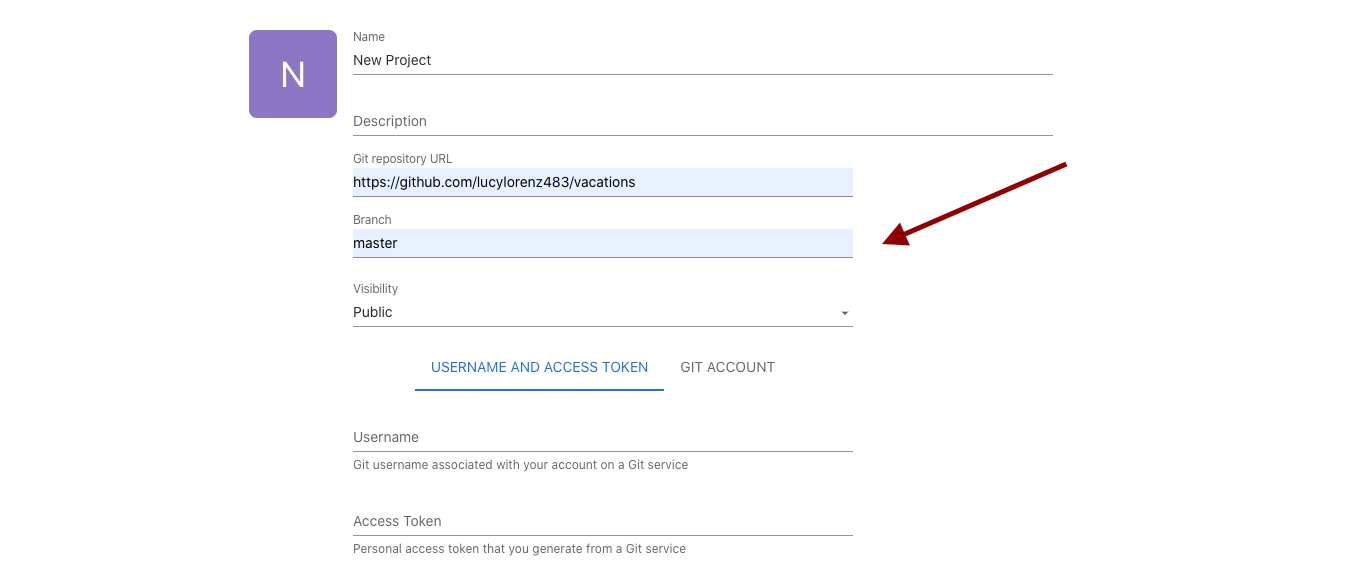 N
Name
New Project
Description
Git repository URL
https://github.com/lucylorenz483/vacations
Branch
master
Visibility
Public
USERNAME AND ACCESS TOKEN GIT ACCOUNT
Username
Git username associated with your account on a Git service
Access Token
Personal access token that you generate from a Git service